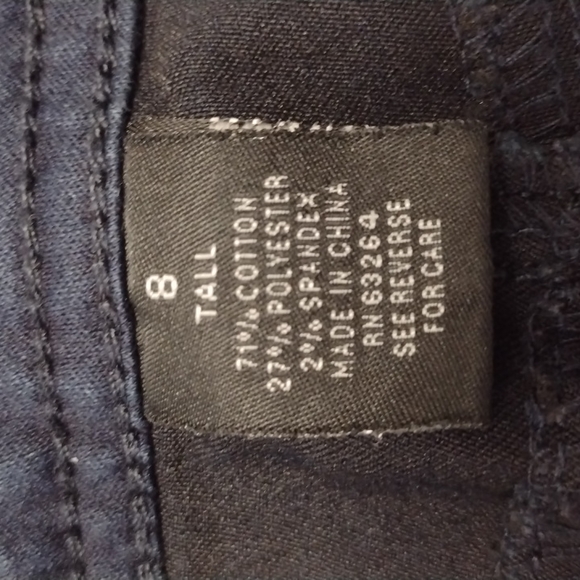 8
TALL
71% COTTON
27% POLYESTER
2% SPANDEX
MADE IN CHINA
RN 63264
SEE REVERSE
FOR CARE